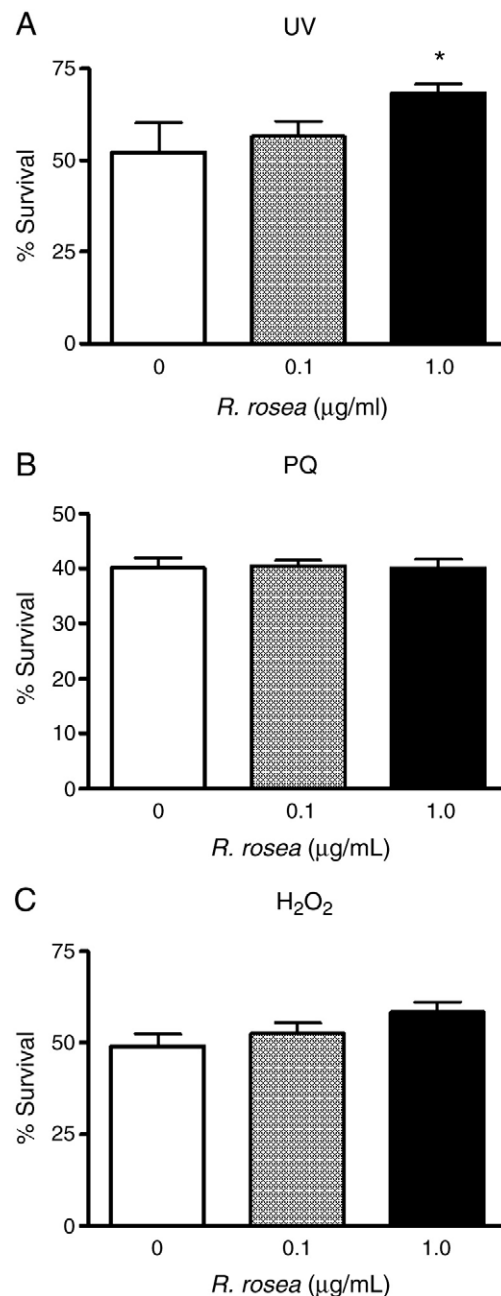 A
UV
*
75
50
25
0
% Survival
0 0.1 1.0
R. rosea (μg/ml)
B
PQ
50
40
30
20
10
0
% Survival
0 0.1 1.0
R. rosea (μg/mL)
C
H₂O₂
75
50
25
0
% Survival
0 0.1 1.0
R. rosea (μg/mL)